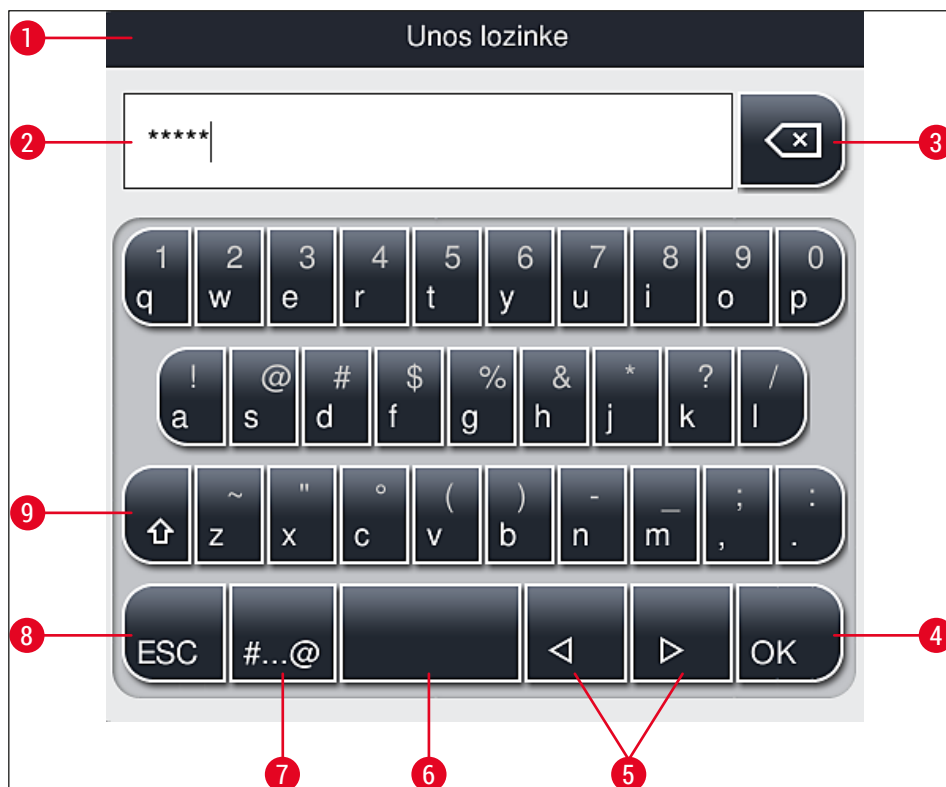 1 Unos lozinke
2 ***** 3
1 2 3 4 5 6 7 8 9 0
q w e r t y u i o p
! @ # $ % & * ? /
a s d f g h j k l
9 ~ " ° ( ) - _ ; :
z x c v b n m , .
8 ESC #...@ OK 4
7 6 5